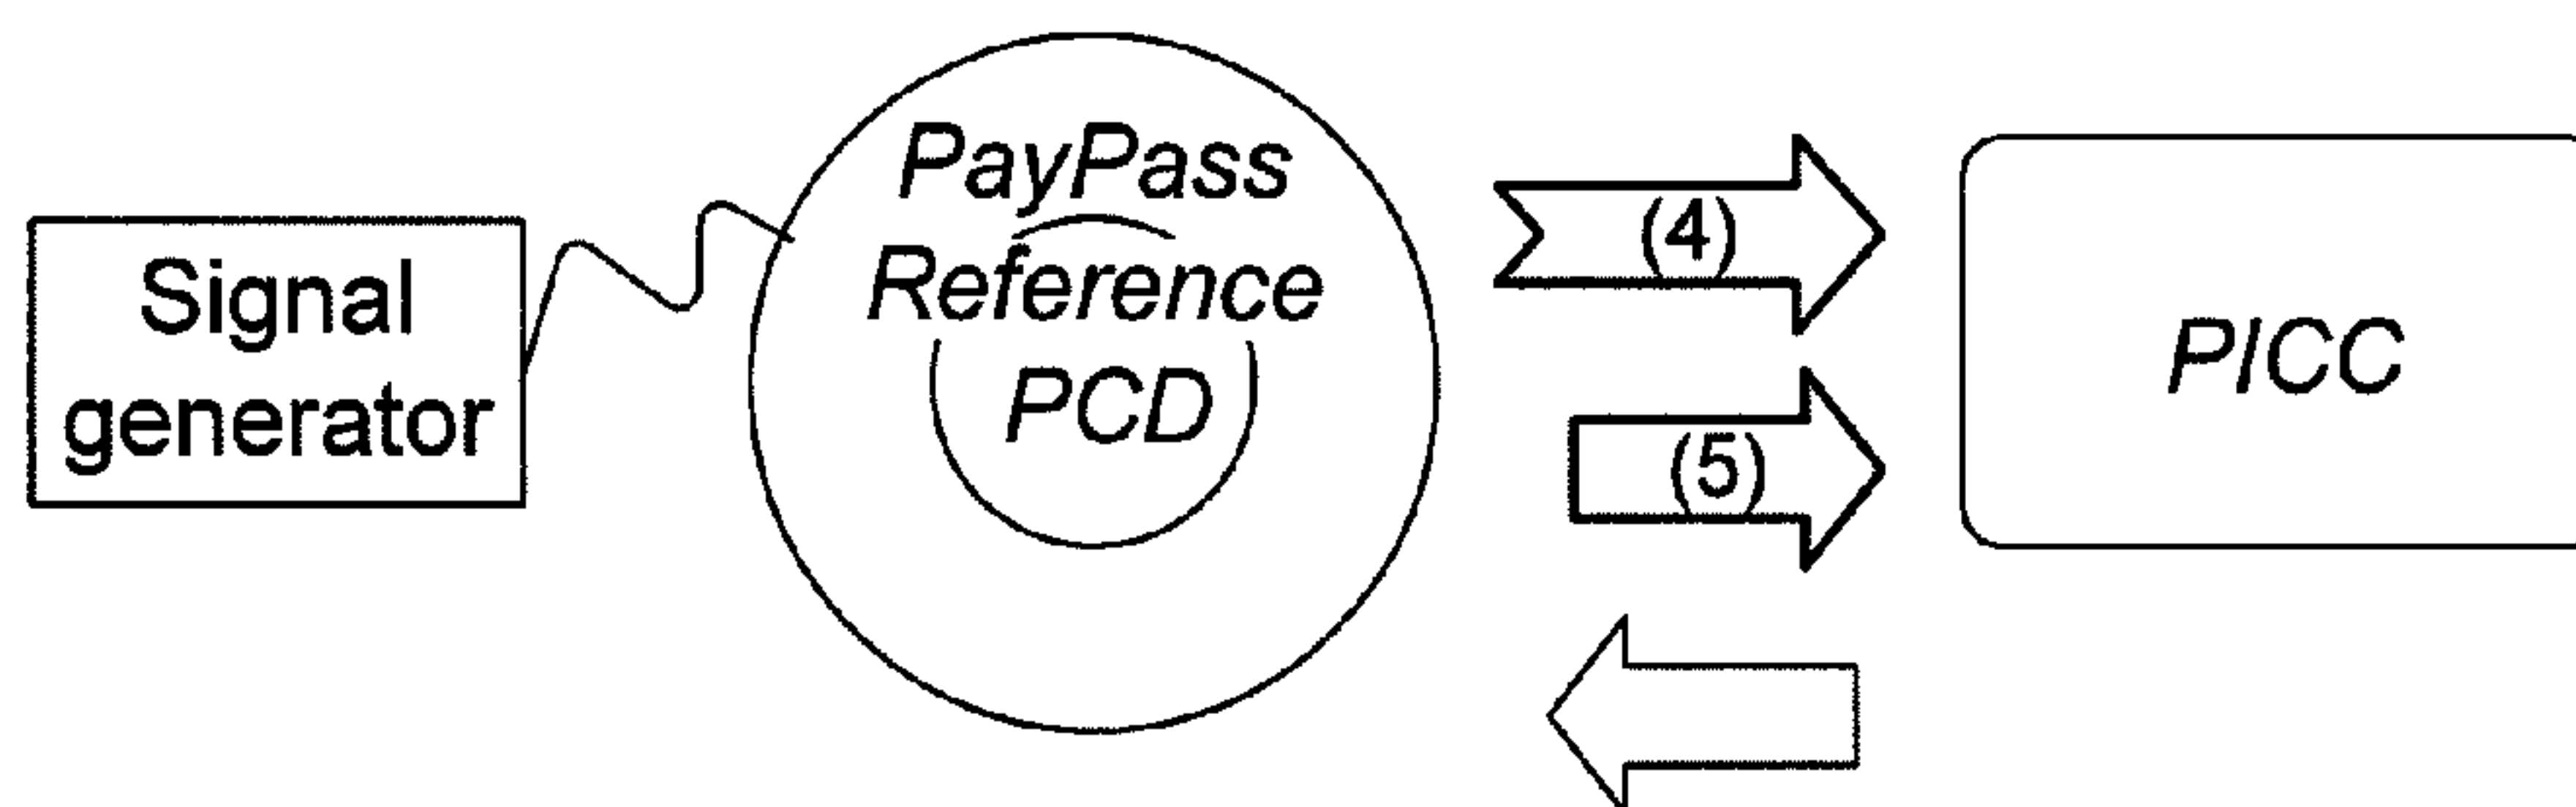 Signal
generator
PayPass
Reference
PCD
(4)
(5)
PICC